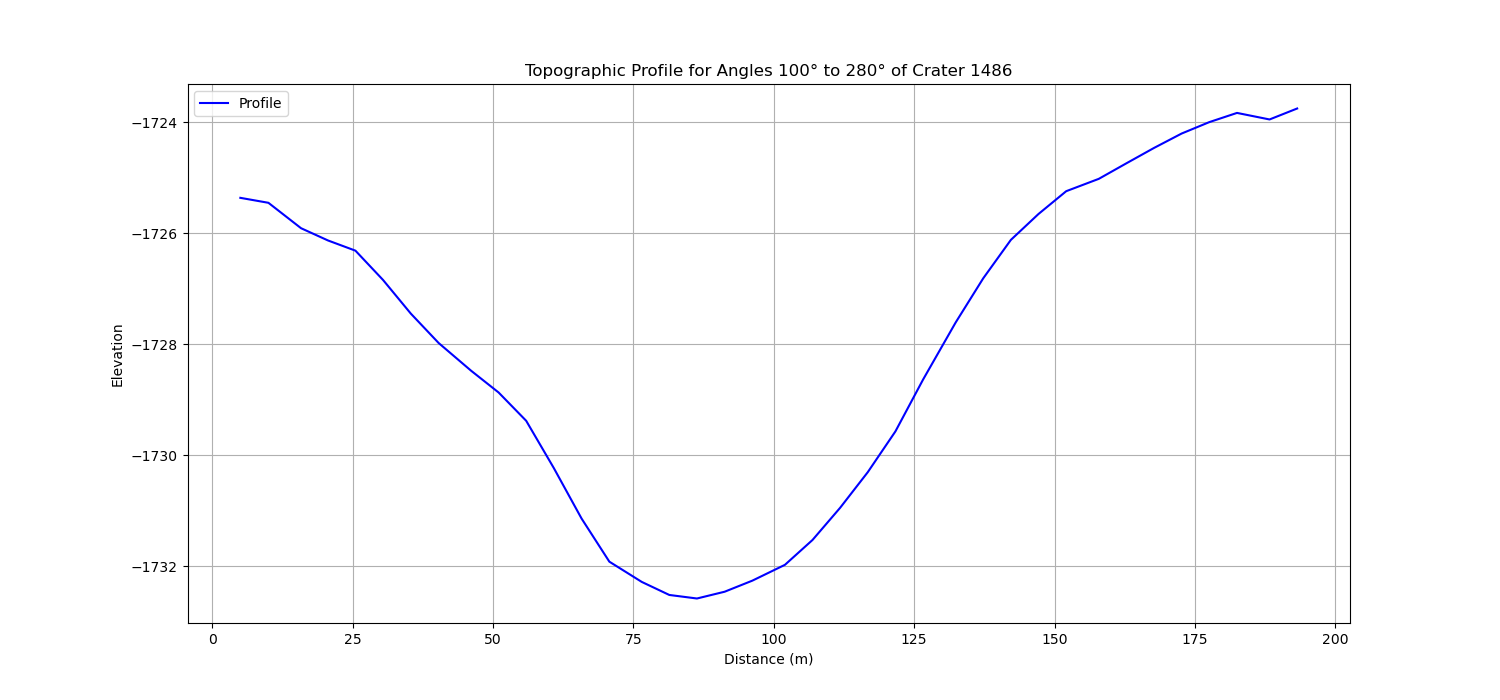 Topographic Profile for Angles 100° to 280° of Crater 1486
Profile
−1724
−1726
−1728
−1730
−1732
Elevation
0 25 50 75 100 125 150 175 200
Distance (m)